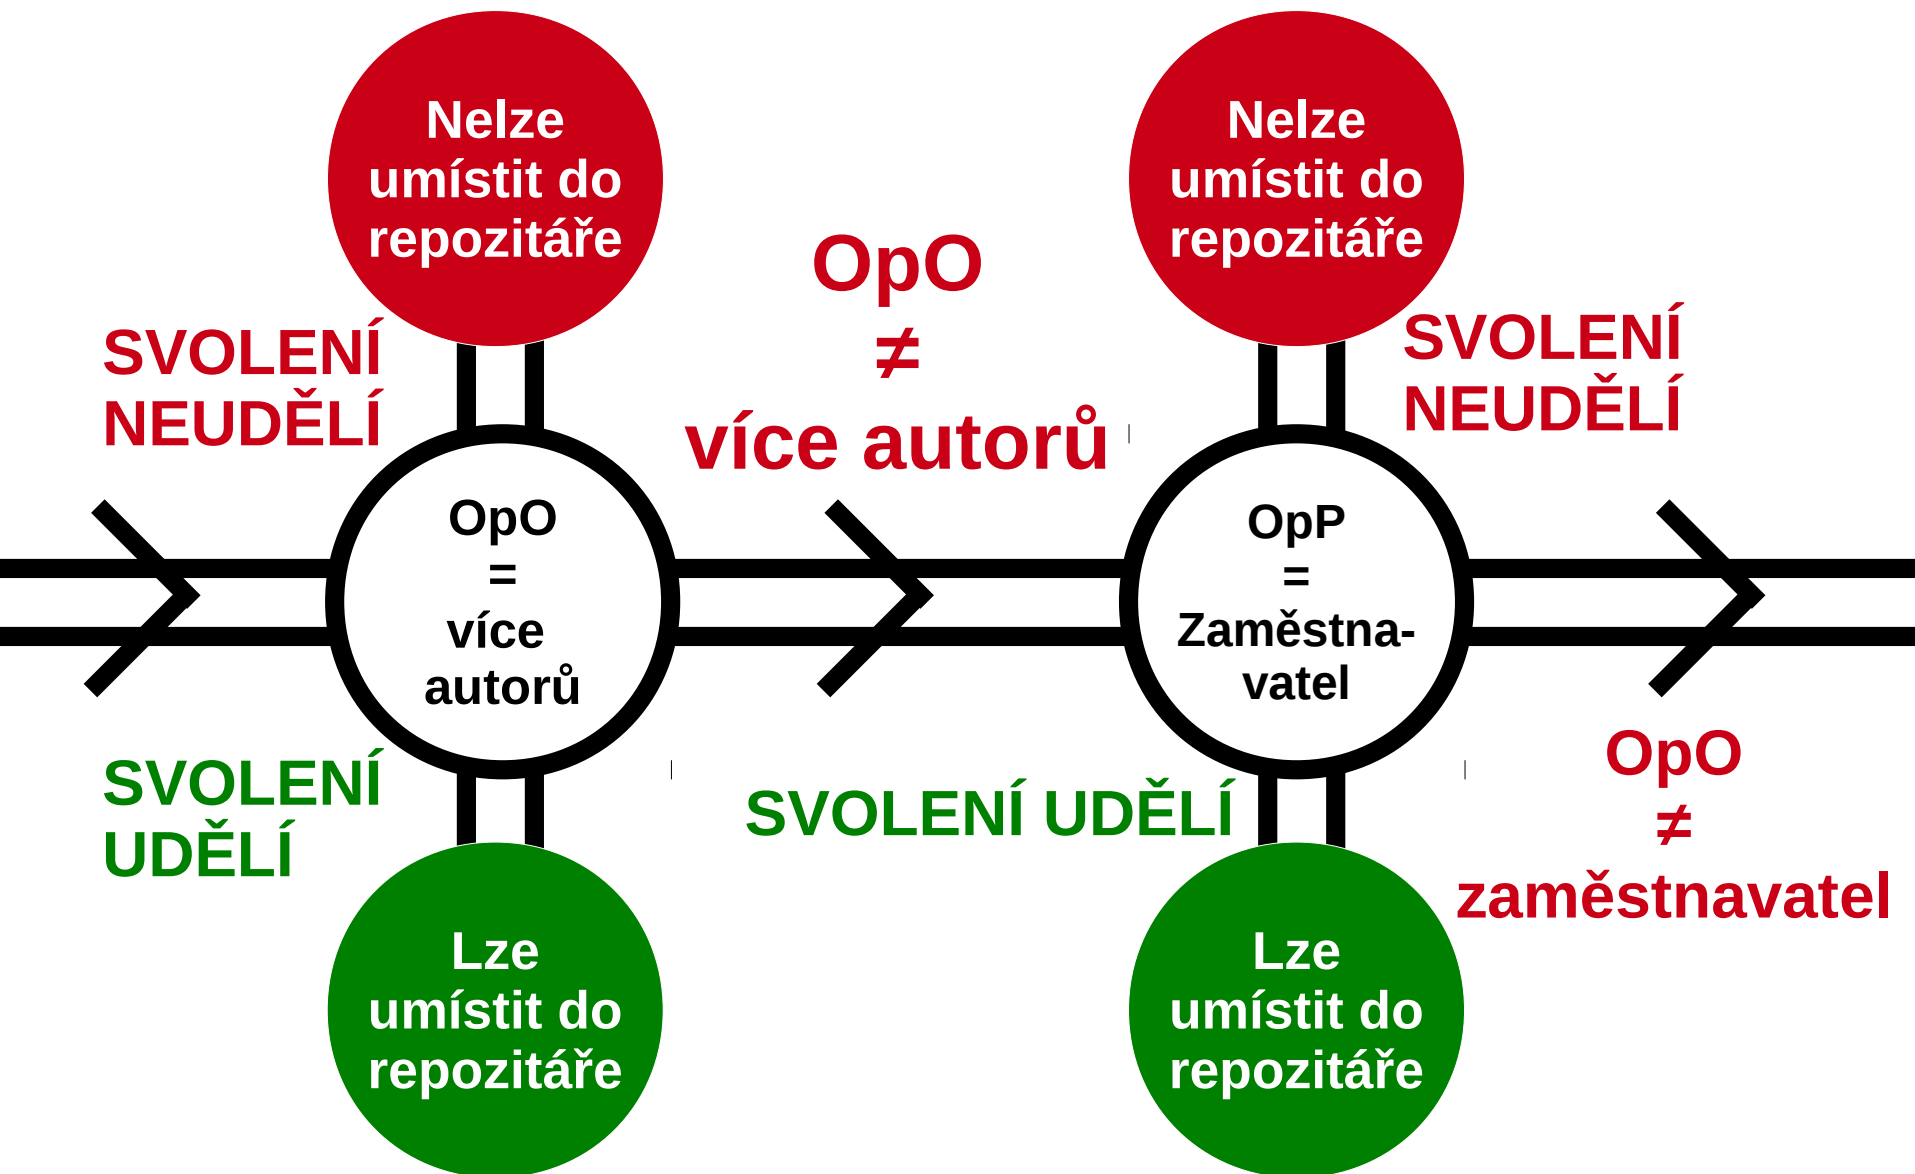 Nelze
umístit do
repozitáře
Nelze
umístit do
repozitáře
OpO
≠
více autorů
SVOLENÍ
NEUDĚLÍ
SVOLENÍ
NEUDĚLÍ
OpO
=
více
autorů
OpP
=
Zaměstna-
vatel
SVOLENÍ
UDĚLÍ
SVOLENÍ UDĚLÍ
OpO
≠
zaměstnavatel
Lze
umístit do
repozitáře
Lze
umístit do
repozitáře